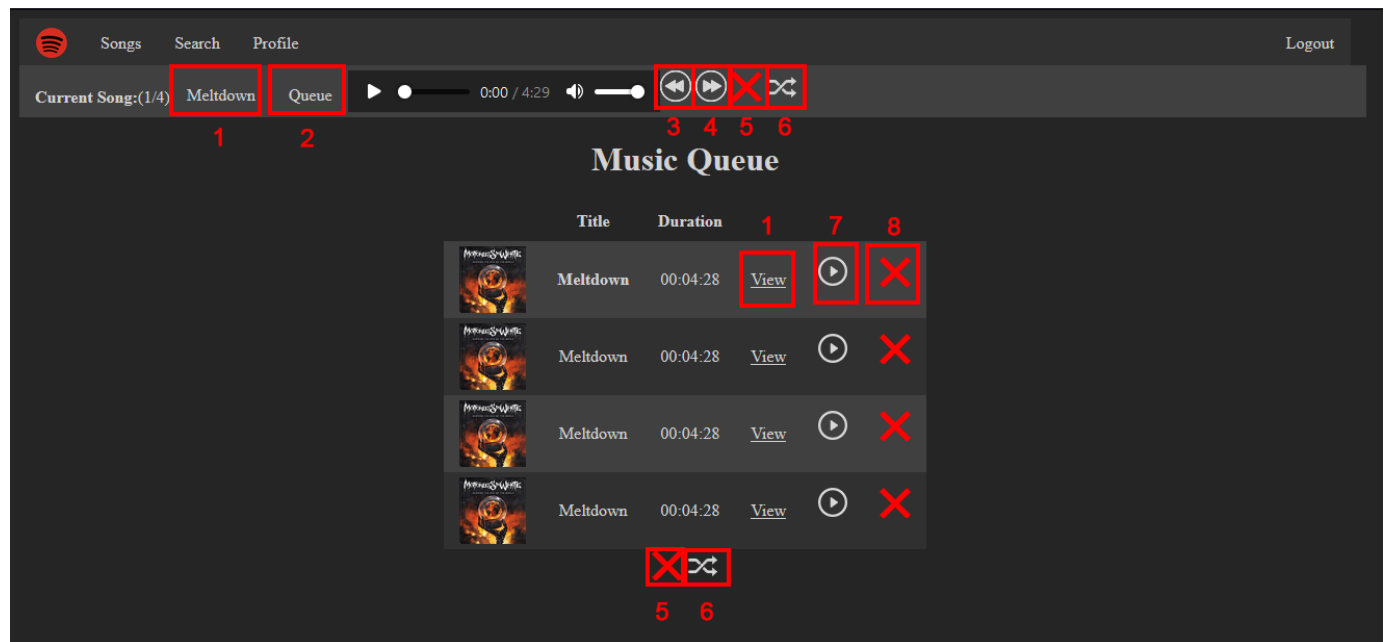 Songs Search Profile Logout
Current Song:(1/4) Meltdown Queue 0:00 / 4:29
1 2 3 4 5 6
Music Queue
Title Duration 1 7 8
Meltdown 00:04:28 View
Meltdown 00:04:28 View
Meltdown 00:04:28 View
Meltdown 00:04:28 View
5 6